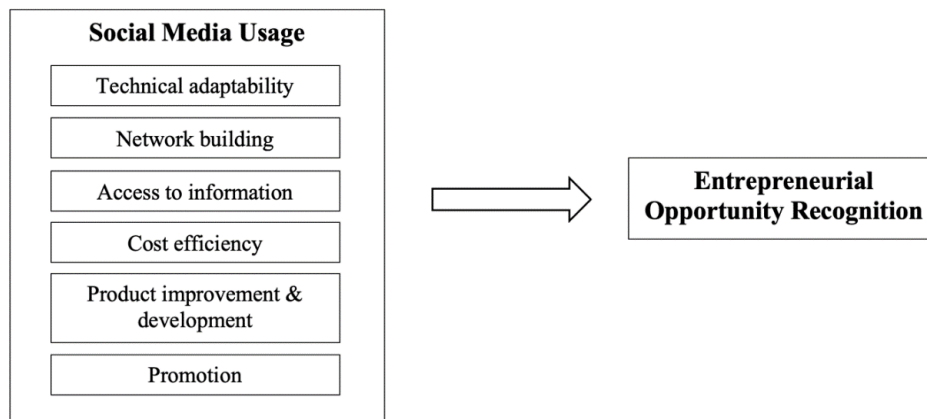 Social Media Usage
Technical adaptability
Network building
Access to information
Cost efficiency
Product improvement &
development
Promotion
Entrepreneurial
Opportunity Recognition